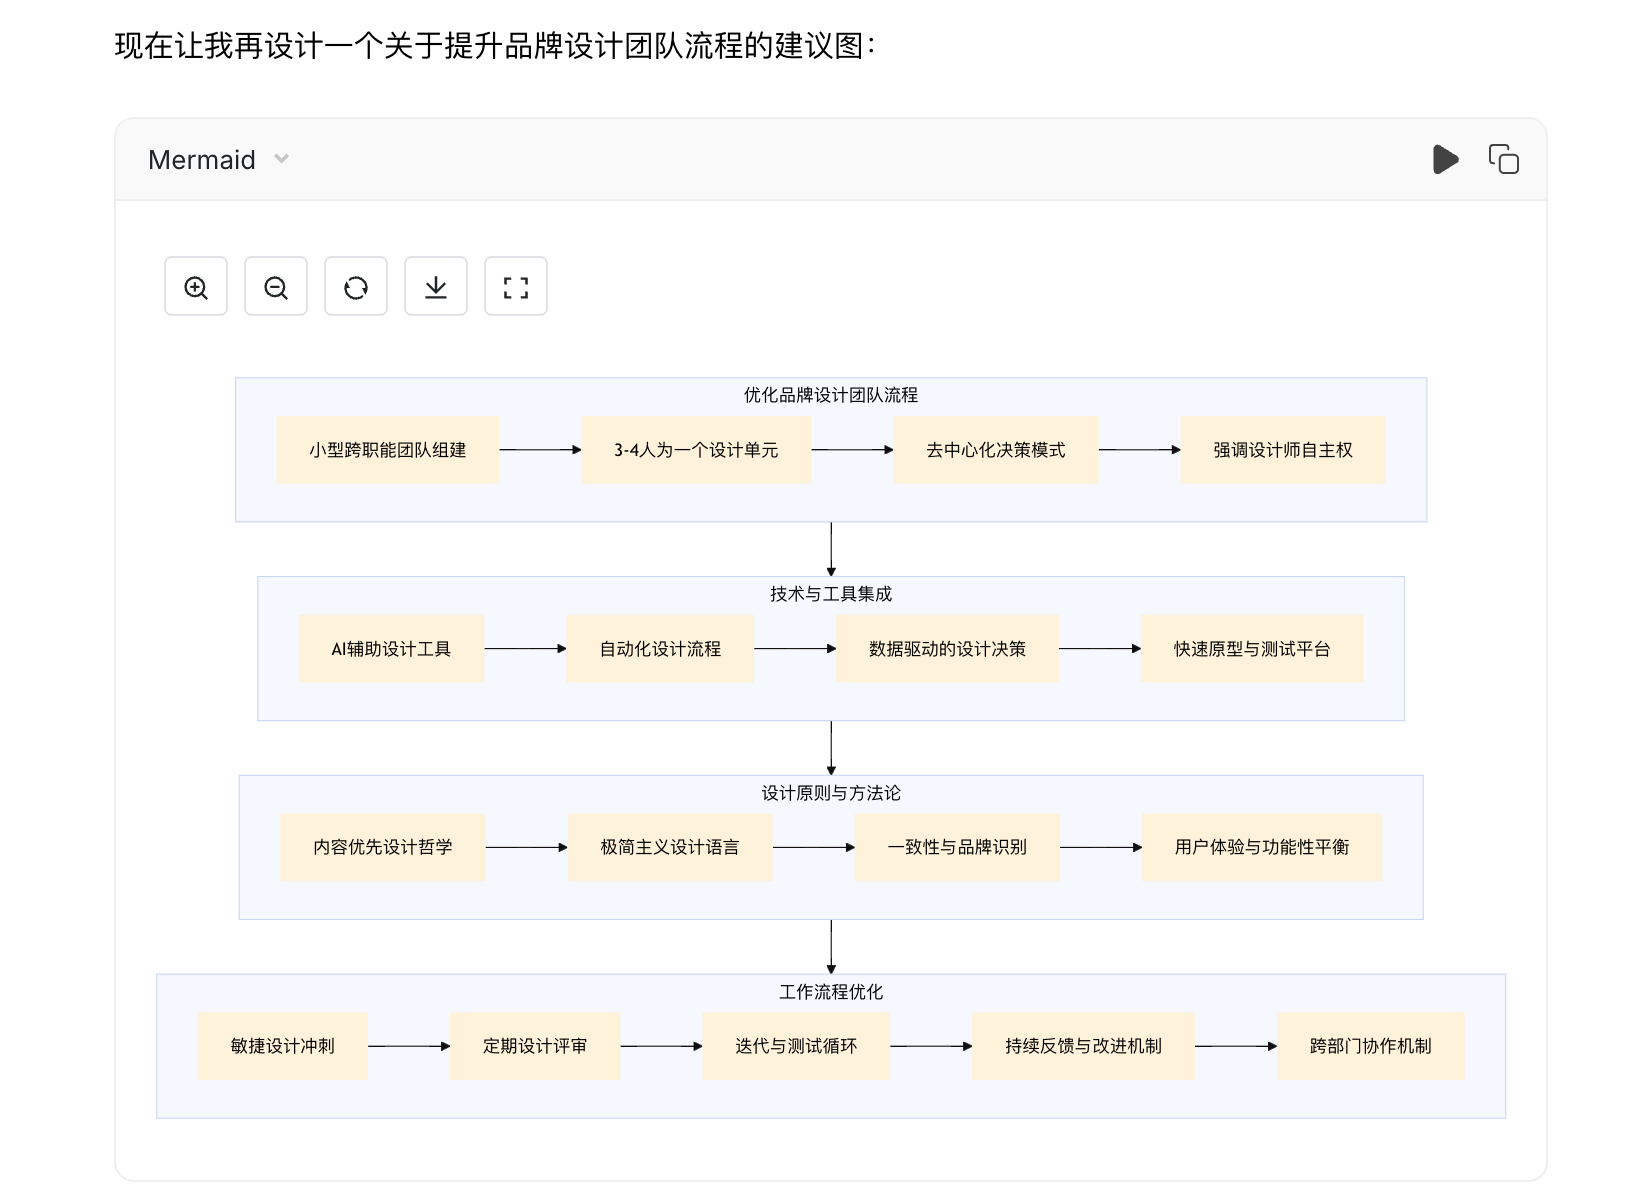 现在让我再设计一个关于提升品牌设计团队流程的建议图：
Mermaid
优化品牌设计团队流程
小型跨职能团队组建
3-4人为一个设计单元
去中心化决策模式
强调设计师自主权
技术与工具集成
AI辅助设计工具
自动化设计流程
数据驱动的设计决策
快速原型与测试平台
设计原则与方法论
内容优先设计哲学
极简主义设计语言
一致性与品牌识别
用户体验与功能性平衡
工作流程优化
敏捷设计冲刺
定期设计评审
迭代与测试循环
持续反馈与改进机制
跨部门协作机制